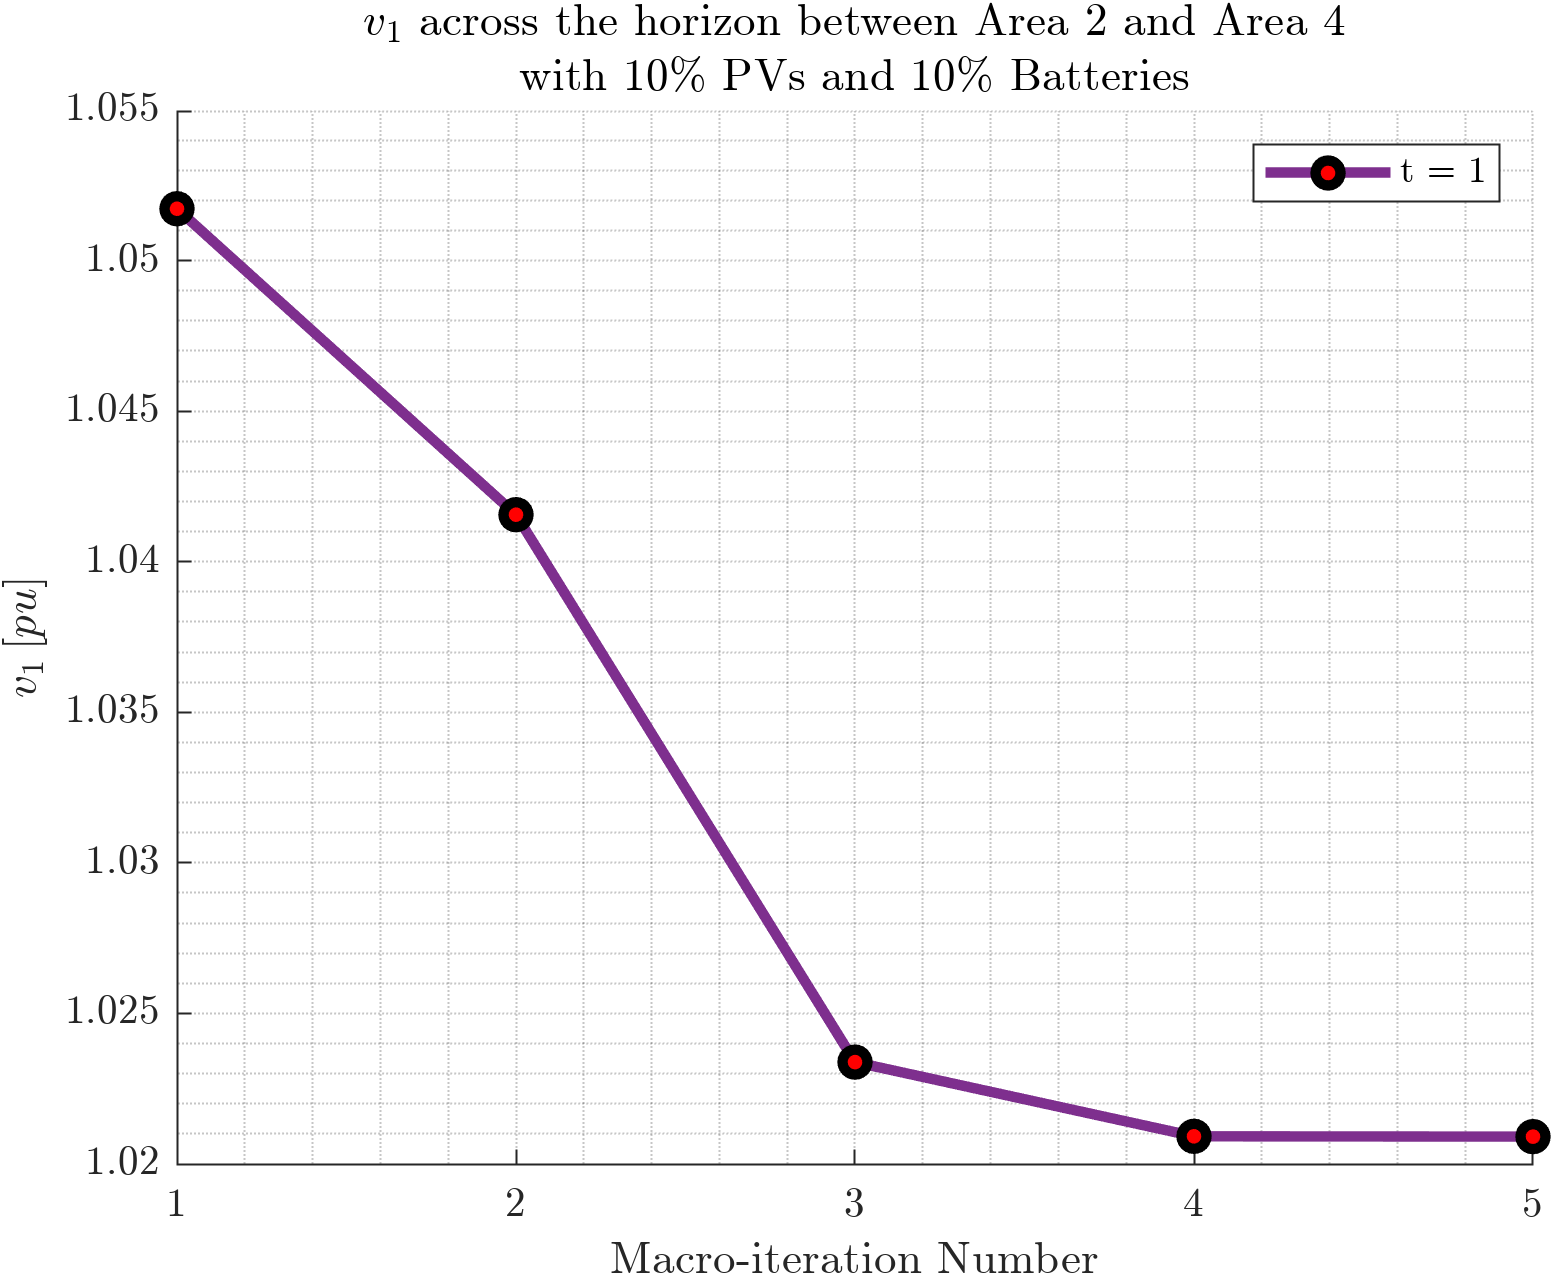 v₁ across the horizon between Area 2 and Area 4
with 10% PVs and 10% Batteries
1.055
1.05
1.045
1.04
1.035
1.03
1.025
1.02
v₁ [pu]
t = 1
1 2 3 4 5
Macro-iteration Number